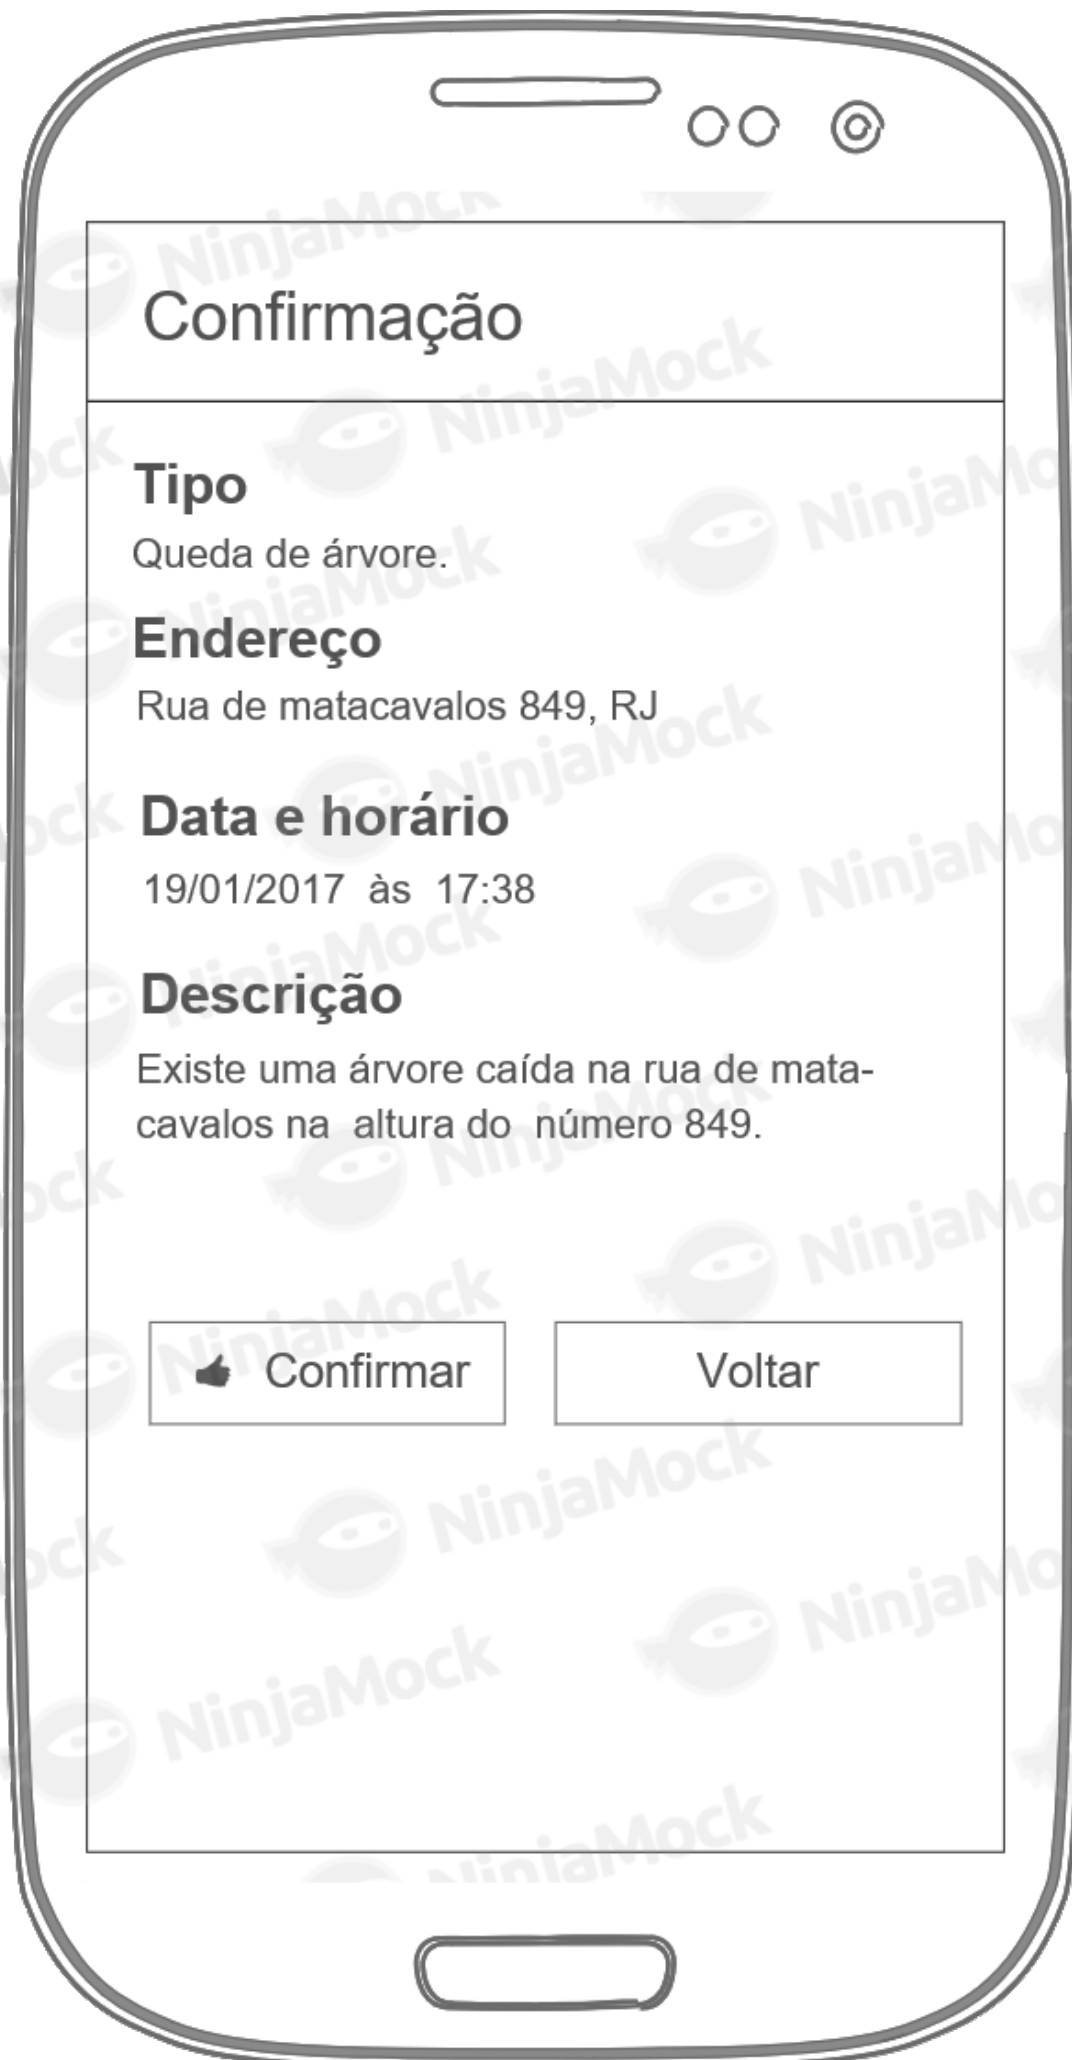 Confirmação
Tipo
Queda de árvore.
Endereço
Rua de matacavalos 849, RJ
Data e horário
19/01/2017 às 17:38
Descrição
Existe uma árvore caída na rua de mata-
cavalos na altura do número 849.
Confirmar
Voltar
NinjaMock